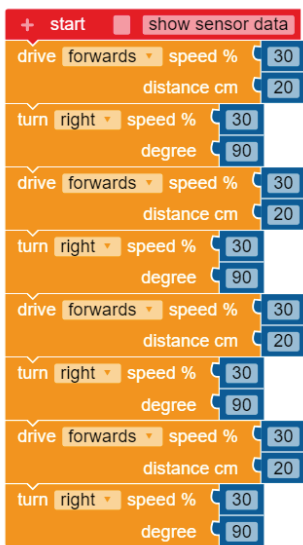 + start show sensor data
drive forwards speed % 30
distance cm 20
turn right speed % 30
degree 90
drive forwards speed % 30
distance cm 20
turn right speed % 30
degree 90
drive forwards speed % 30
distance cm 20
turn right speed % 30
degree 90
drive forwards speed % 30
distance cm 20
turn right speed % 30
degree 90